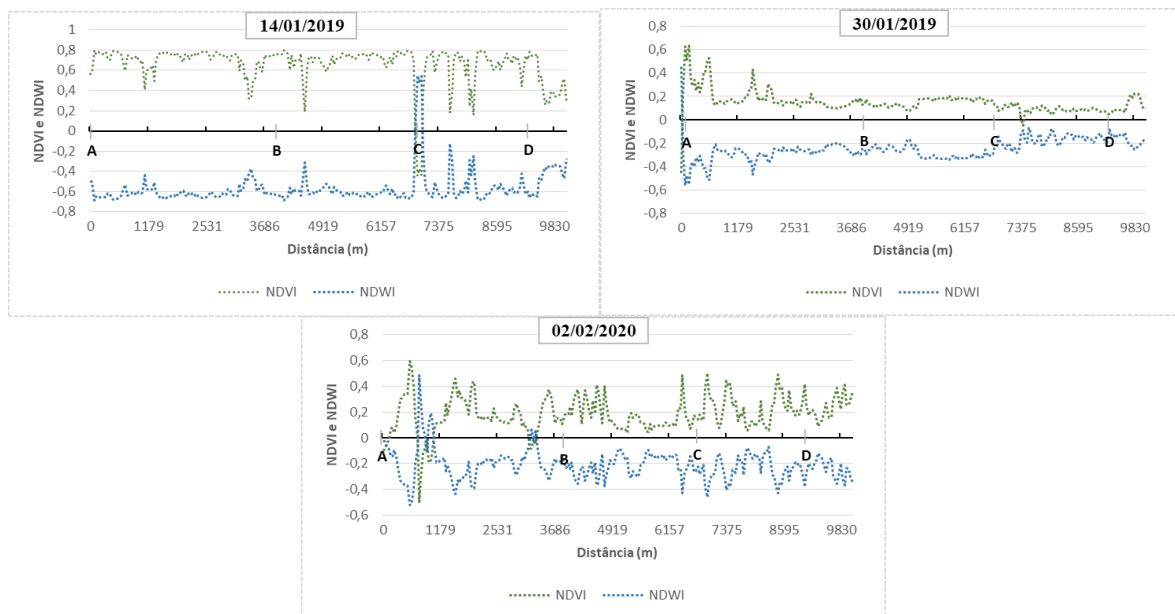 14/01/2019
NDVI e NDWI
1
0,8
0,6
0,4
0,2
0
-0,2
-0,4
-0,6
-0,8
A B C D
0 1179 2531 3686 4919 6157 7375 8595 9830
Distância (m)
NDVI NDWI
30/01/2019
NDVI e NDWI
0,8
0,6
0,4
0,2
0
-0,2
-0,4
-0,6
-0,8
A B C D
0 1179 2531 3686 4919 6157 7375 8595 9830
Distância (m)
NDVI NDWI
02/02/2020
NDVI e NDWI
0,8
0,6
0,4
0,2
0
-0,2
-0,4
-0,6
A B C D
0 1179 2531 3686 4919 6157 7375 8595 9830
Distância (m)
NDVI NDWI